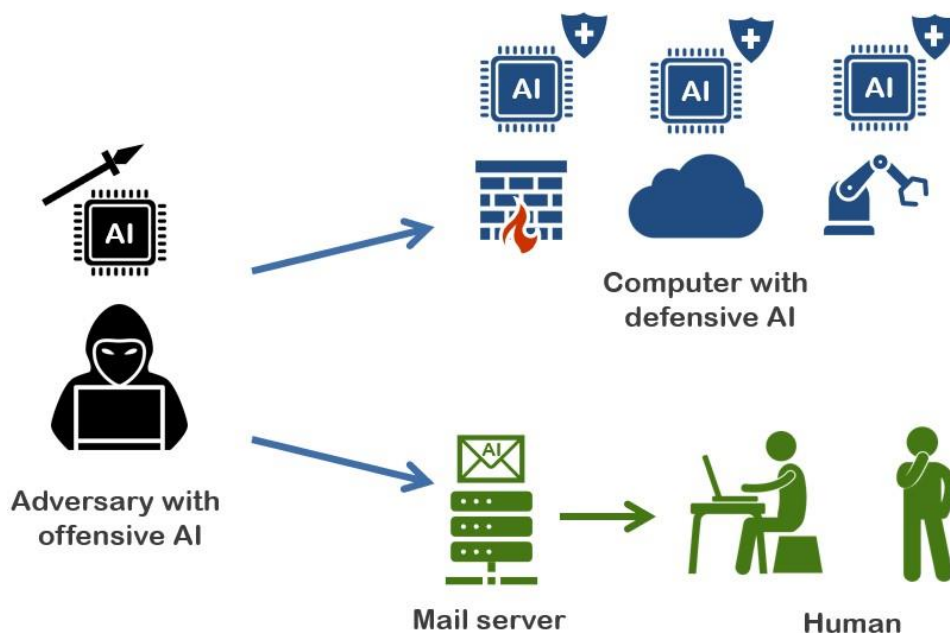 AI
AI
AI
AI
Computer with
defensive AI
Adversary with
offensive AI
AI
Mail server
Human